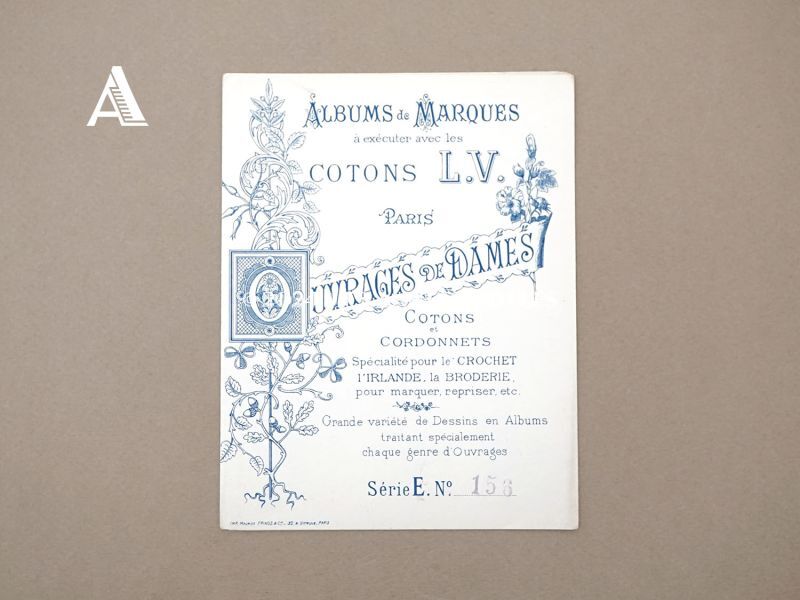 A
ALBUMS de MARQUES
à exécuter avec les
COTONS L.V.
PARIS
OUVRAGES DE DAMES
COTONS
et
CORDONNETS
Spécialité pour le CROCHET
l'IRLANDE, la BRODERIE,
pour marquer, repriser, etc.
Grande variété de Dessins en Albums
traitant spécialement
chaque genre d'Ouvrages
Série E. Nº 156